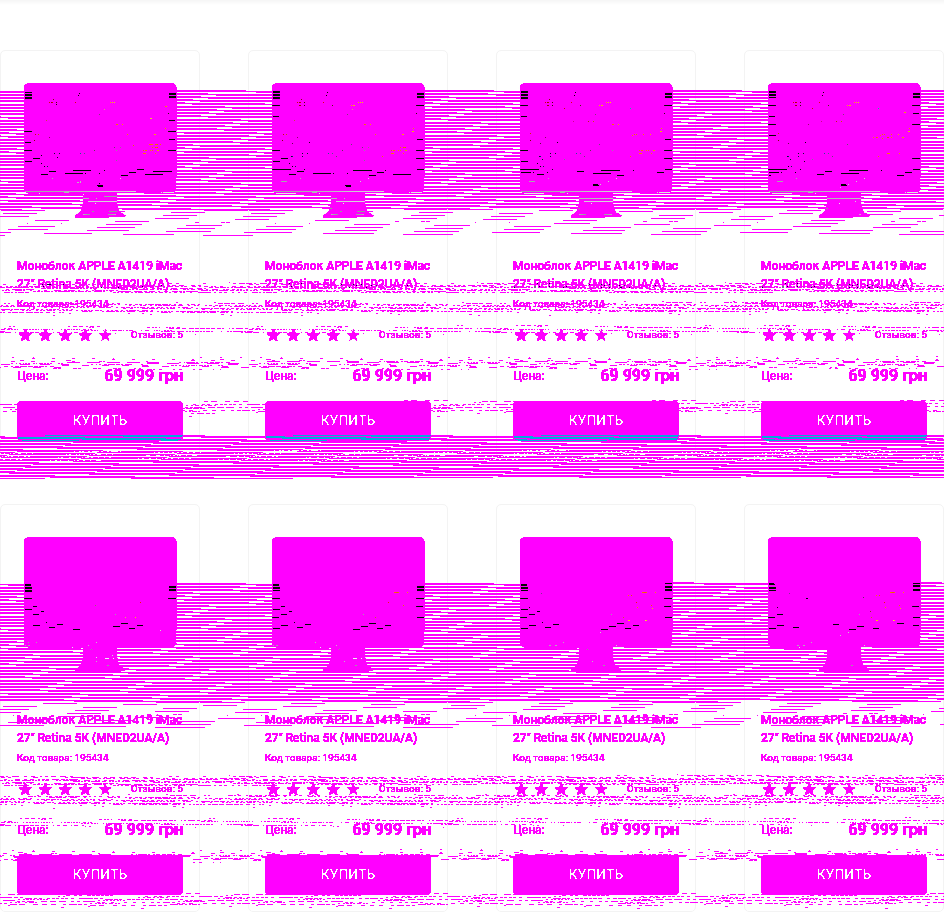 Моноблок APPLE A1419 iMac
27" Retina 5K (MNED2UA/A)
Код товара: 195434
Отзывов: 5
Цена: 69 999 грн
КУПИТЬ
Моноблок APPLE A1419 iMac
27" Retina 5K (MNED2UA/A)
Код товара: 195434
Отзывов: 5
Цена: 69 999 грн
КУПИТЬ
Моноблок APPLE A1419 iMac
27" Retina 5K (MNED2UA/A)
Код товара: 195434
Отзывов: 5
Цена: 69 999 грн
КУПИТЬ
Моноблок APPLE A1419 iMac
27" Retina 5K (MNED2UA/A)
Код товара: 195434
Отзывов: 5
Цена: 69 999 грн
КУПИТЬ
Моноблок APPLE A1419 iMac
27" Retina 5K (MNED2UA/A)
Код товара: 195434
Отзывов: 5
Цена: 69 999 грн
КУПИТЬ
Моноблок APPLE A1419 iMac
27" Retina 5K (MNED2UA/A)
Код товара: 195434
Отзывов: 5
Цена: 69 999 грн
КУПИТЬ
Моноблок APPLE A1419 iMac
27" Retina 5K (MNED2UA/A)
Код товара: 195434
Отзывов: 5
Цена: 69 999 грн
КУПИТЬ
Моноблок APPLE A1419 iMac
27" Retina 5K (MNED2UA/A)
Код товара: 195434
Отзывов: 5
Цена: 69 999 грн
КУПИТЬ